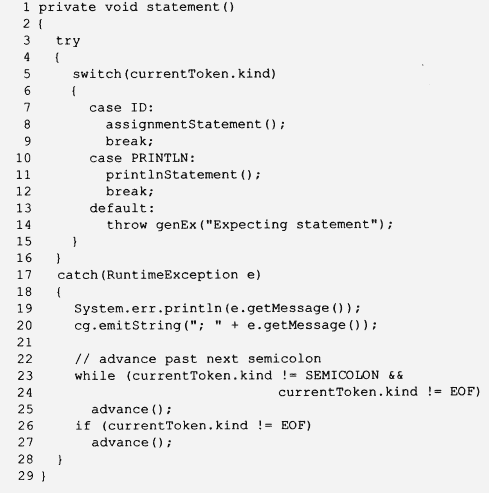 1 private void statement()
2 {
3   try
4   {
5     switch(currentToken.kind)
6     {
7       case ID:
8         assignmentStatement();
9         break;
10       case PRINTLN:
11         printlnStatement();
12         break;
13       default:
14         throw genEx("Expecting statement");
15     }
16   }
17   catch(RuntimeException e)
18   {
19     System.err.println(e.getMessage());
20     cg.emitString("; " + e.getMessage());
21
22     // advance past next semicolon
23     while (currentToken.kind != SEMICOLON &&
24                            currentToken.kind != EOF)
25       advance();
26     if (currentToken.kind != EOF)
27       advance();
28   }
29 }